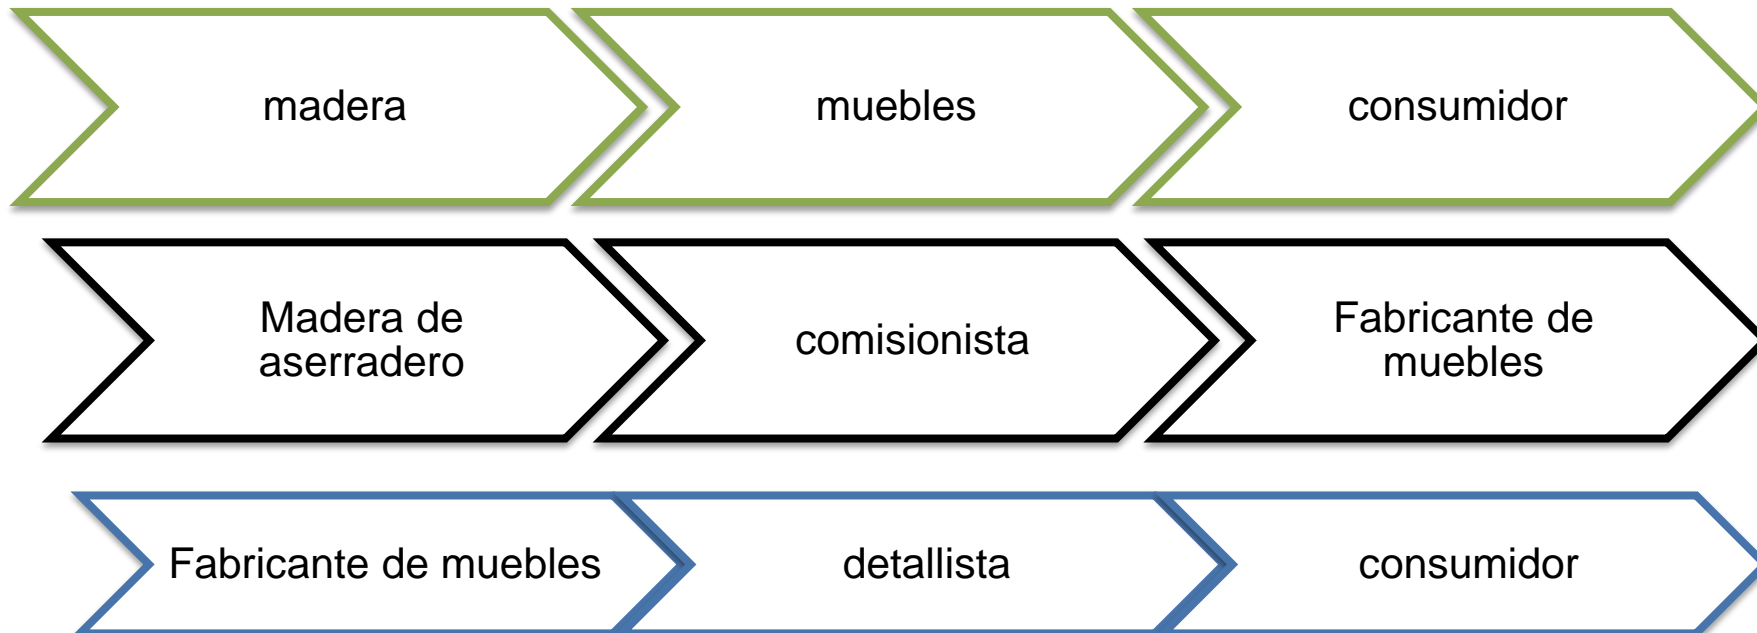 madera
muebles
consumidor
Madera de
aserradero
comisionista
Fabricante de
muebles
Fabricante de muebles
detallista
consumidor